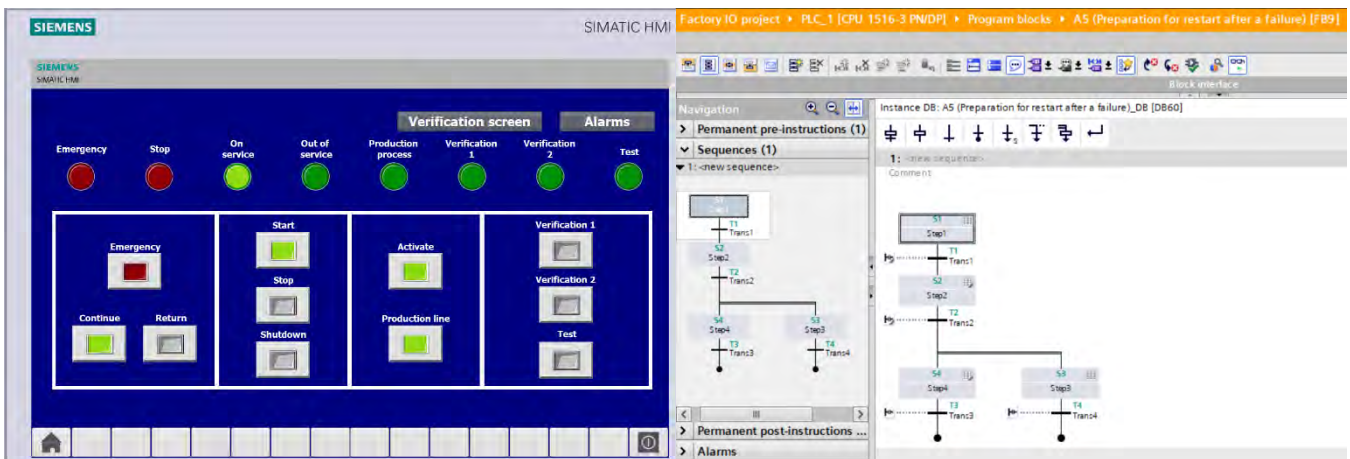 SIEMENS
SIMATIC HMI
SIEMENS
SIMATIC HMI
Verification screen
Alarms
Emergency
Stop
On
service
Out of
service
Production
process
Verification
1
Verification
2
Test
Emergency
Continue
Return
Start
Stop
Shutdown
Activate
Production line
Verification 1
Verification 2
Test
Factory IO project ▸ PLC_1 [CPU 1516-3 PN/DP] ▸ Program blocks ▸ A5 (Preparation for restart after a failure) [FB9]
Block interface
Navigation
Permanent pre-instructions (1)
Sequences (1)
1: <new sequence>
S1
Step1
T1
Trans1
S2
Step2
T2
Trans2
S4
Step4
S3
Step3
T3
Trans3
T4
Trans4
Permanent post-instructions ...
Alarms
Instance DB: A5 (Preparation for restart after a failure)_DB [DB60]
1: <new sequence>
Comment
S1
Step1
T1
Trans1
S2
Step2
T2
Trans2
S4
Step4
S3
Step3
T3
Trans3
T4
Trans4